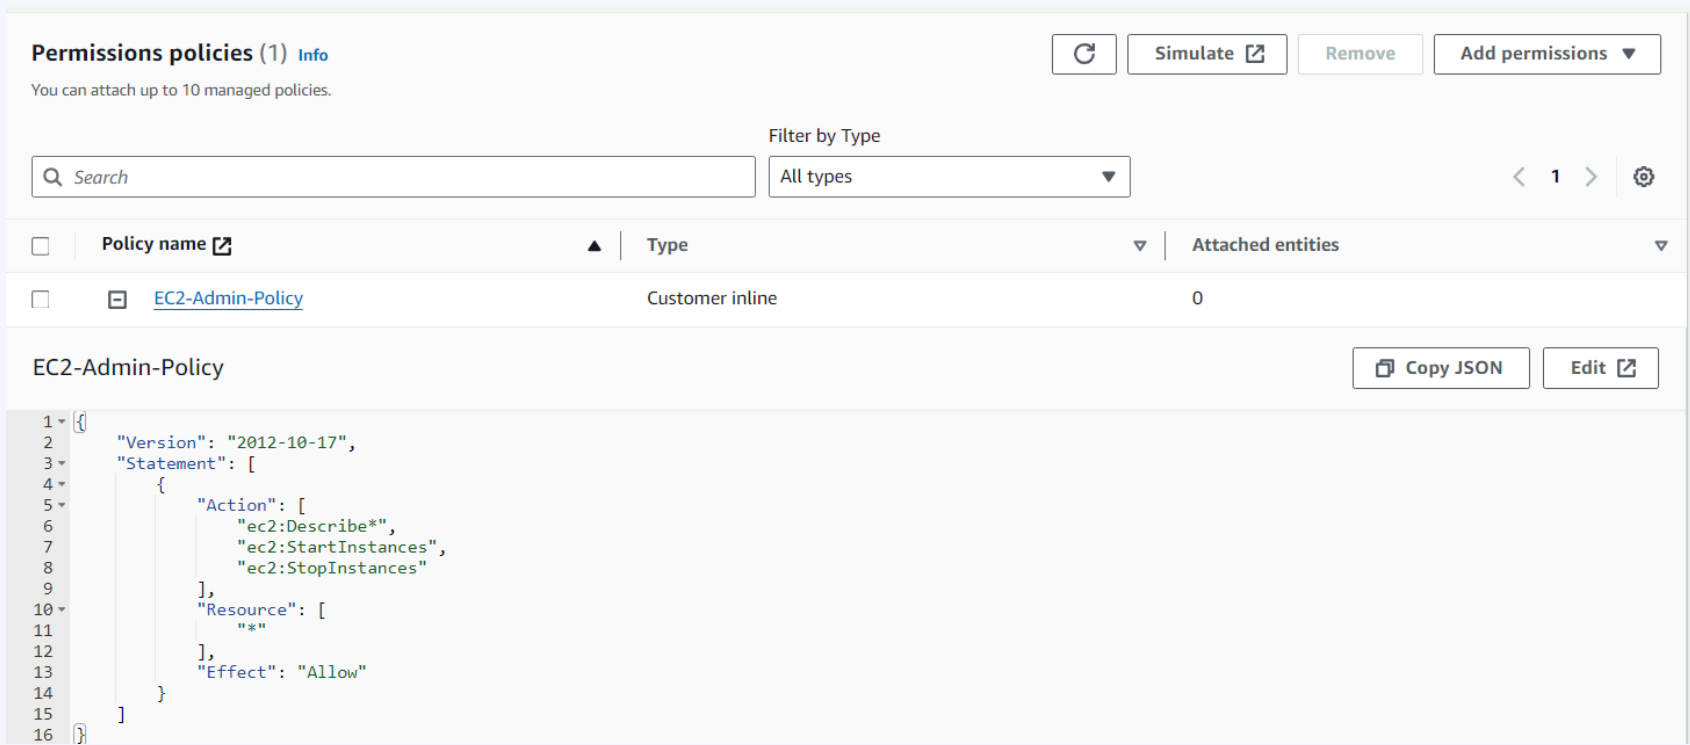 Permissions policies (1) Info
Simulate
Remove
Add permissions
You can attach up to 10 managed policies.
Filter by Type
Search
All types
1
Policy name
Type
Attached entities
EC2-Admin-Policy
Customer inline
0
EC2-Admin-Policy
Copy JSON
Edit
1 {
2     "Version": "2012-10-17",
3     "Statement": [
4         {
5             "Action": [
6                 "ec2:Describe*",
7                 "ec2:StartInstances",
8                 "ec2:StopInstances"
9             ],
10             "Resource": [
11                 "*"
12             ],
13             "Effect": "Allow"
14         }
15     ]
16 }